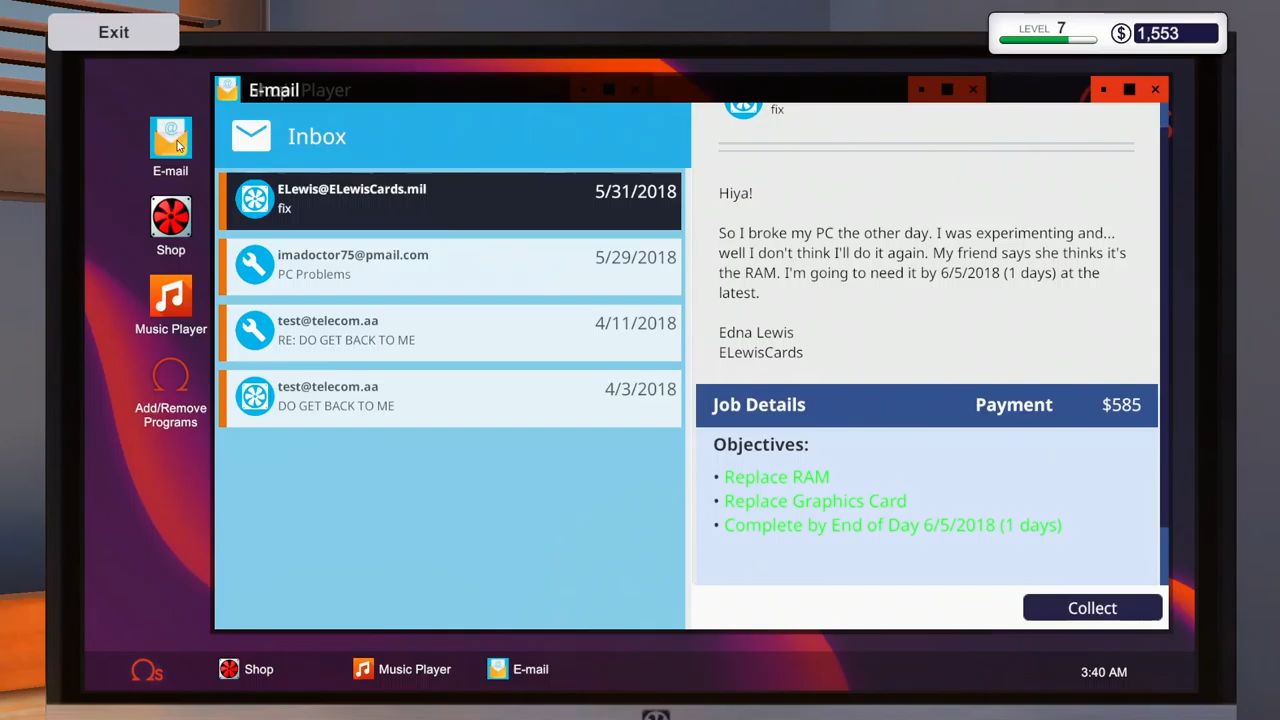 Exit
LEVEL 7
$ 1,553
E-mail
Shop
Music Player
Add/Remove
Programs
E-mail
Player
Inbox
ELewis@ELewisCards.mil
5/31/2018
fix
imadoctor75@pmail.com
5/29/2018
PC Problems
test@telecom.aa
4/11/2018
RE: DO GET BACK TO ME
test@telecom.aa
4/3/2018
DO GET BACK TO ME
fix
Hiya!
So I broke my PC the other day. I was experimenting and...
well I don't think I'll do it again. My friend says she thinks it's
the RAM. I'm going to need it by 6/5/2018 (1 days) at the
latest.
Edna Lewis
ELewisCards
Job Details Payment $585
Objectives:
• Replace RAM
• Replace Graphics Card
• Complete by End of Day 6/5/2018 (1 days)
Collect
Ωs
Shop
Music Player
E-mail
3:40 AM